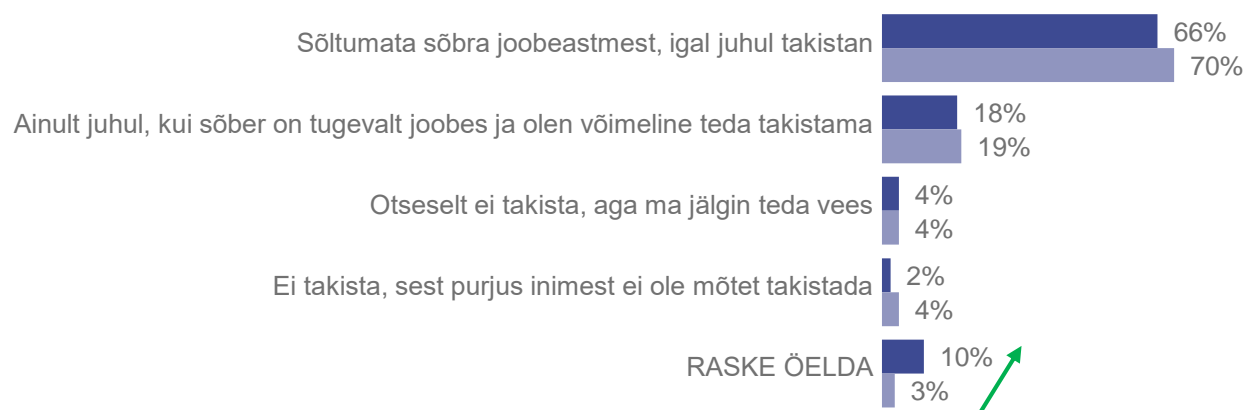 Sõltumata sõbra joobeastmest, igal juhul takistan
66%
70%
Ainult juhul, kui sõber on tugevalt joobes ja olen võimeline teda takistama
18%
19%
Otseselt ei takista, aga ma jälgin teda vees
4%
4%
Ei takista, sest purjus inimest ei ole mõtet takistada
2%
4%
RASKE ÖELDA
10%
3%